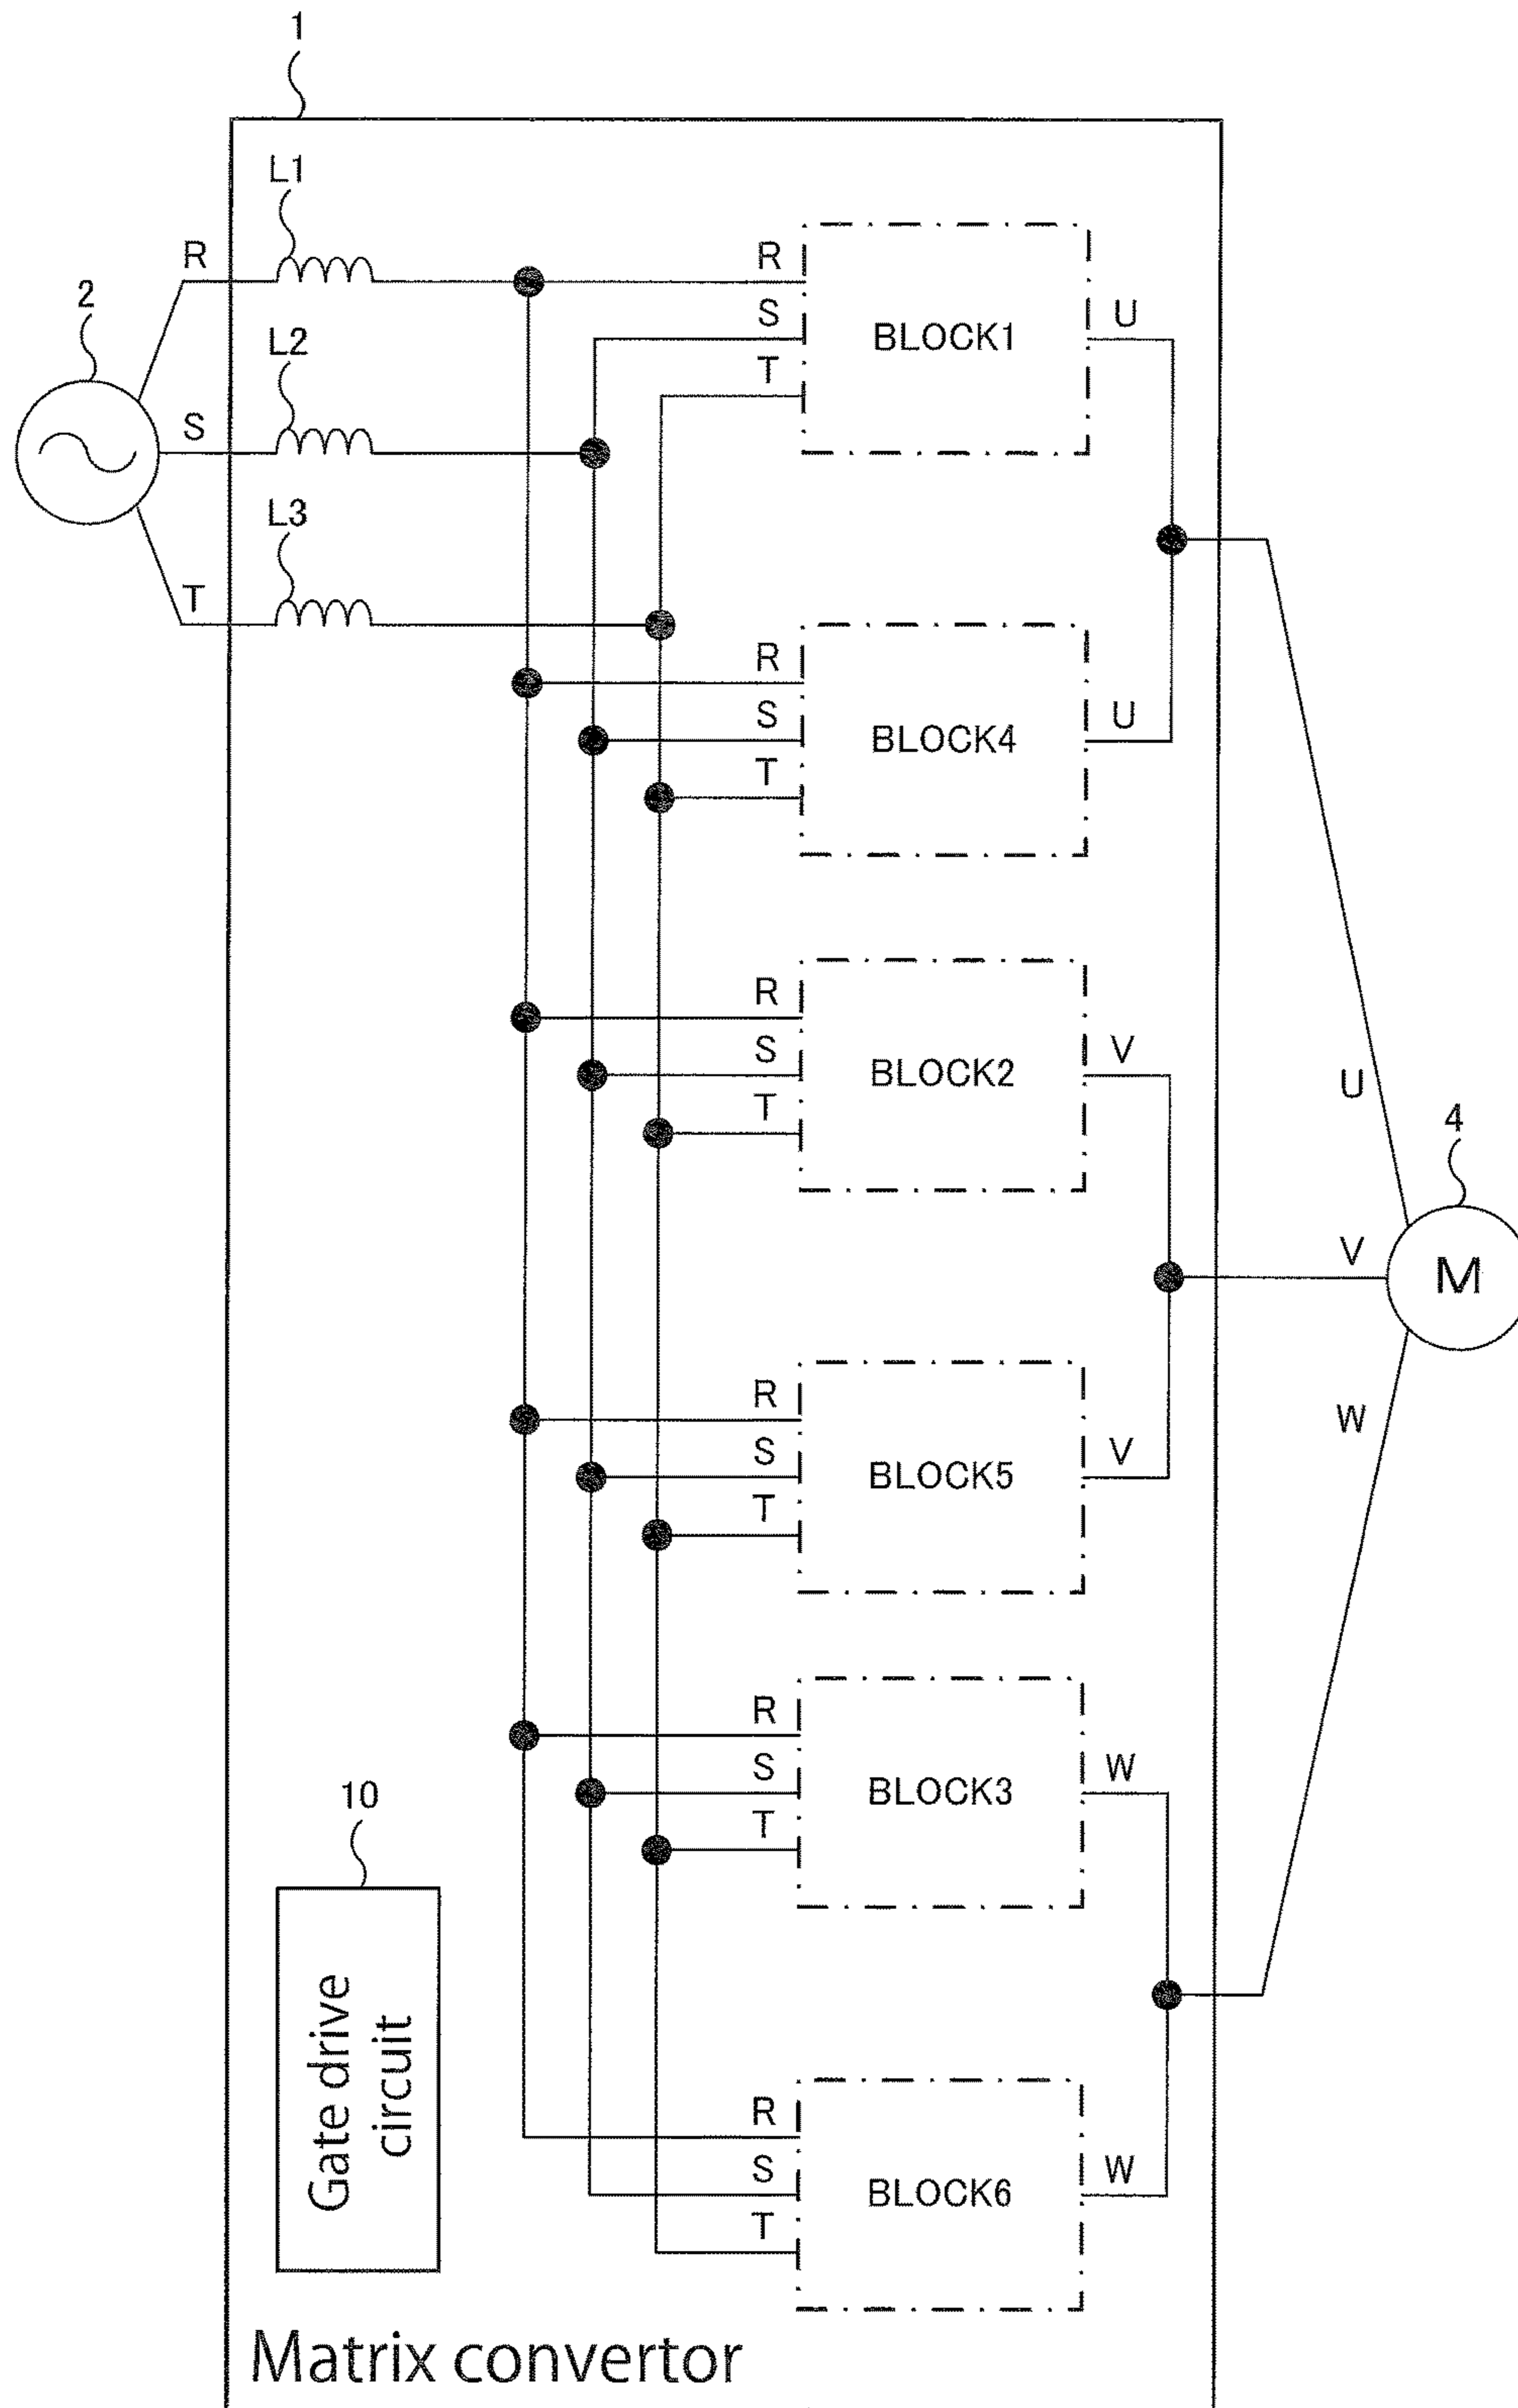 1
L1
R
R
2
S
U
L2
BLOCK1
T
S
L3
T
R
S
U
BLOCK4
T
R
S
V
BLOCK2
T
U
4
V
M
R
W
S
V
BLOCK5
T
R
S
W
10
BLOCK3
T
Gate drive
circuit
R
S
W
BLOCK6
T
Matrix convertor